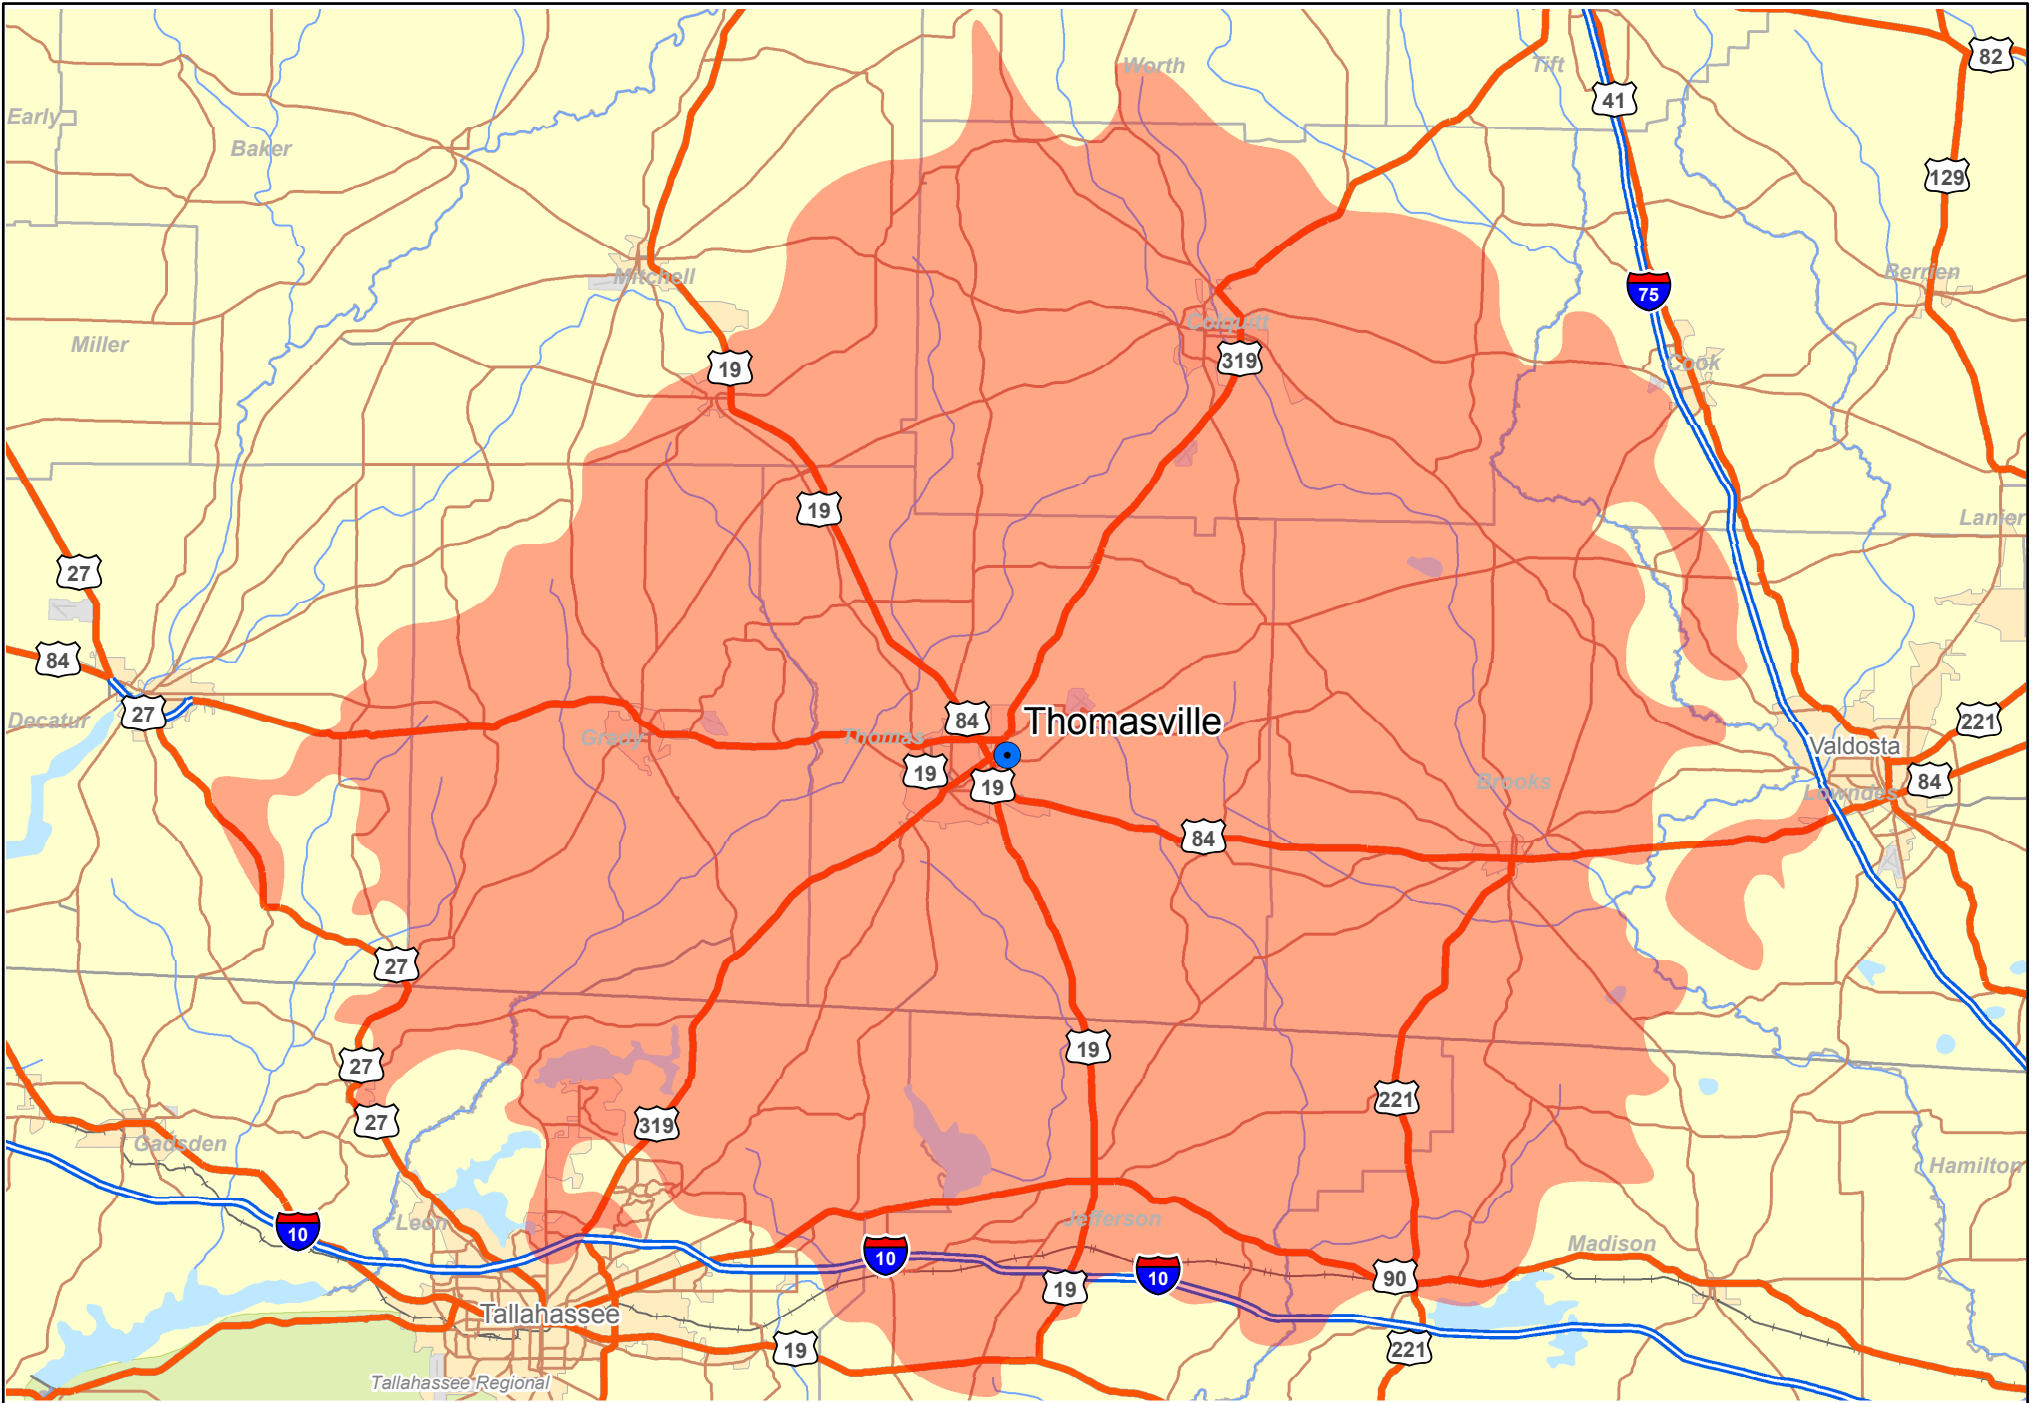 Worth
Tift
82
41
Early
Baker
129
Mitchell
Berrien
75
Colquitt
Miller
319
Cook
19
19
Lanier
27
84
27
Decatur
84
Thomasville
221
Grady
Thomas
Valdosta
19
19
Brooks
84
Lowndes
84
27
19
27
221
27
319
Gadsden
Hamilton
Leon
Jefferson
10
Madison
10
10
90
19
Tallahassee
19
221
Tallahassee Regional